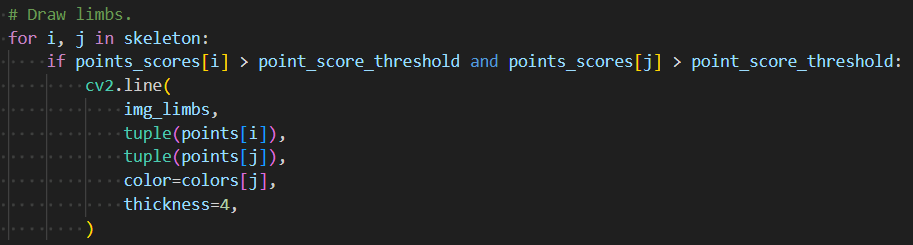 # Draw limbs.
for i, j in skeleton:
    if points_scores[i] > point_score_threshold and points_scores[j] > point_score_threshold:
        cv2.line(
            img_limbs,
            tuple(points[i]),
            tuple(points[j]),
            color=colors[j],
            thickness=4,
        )